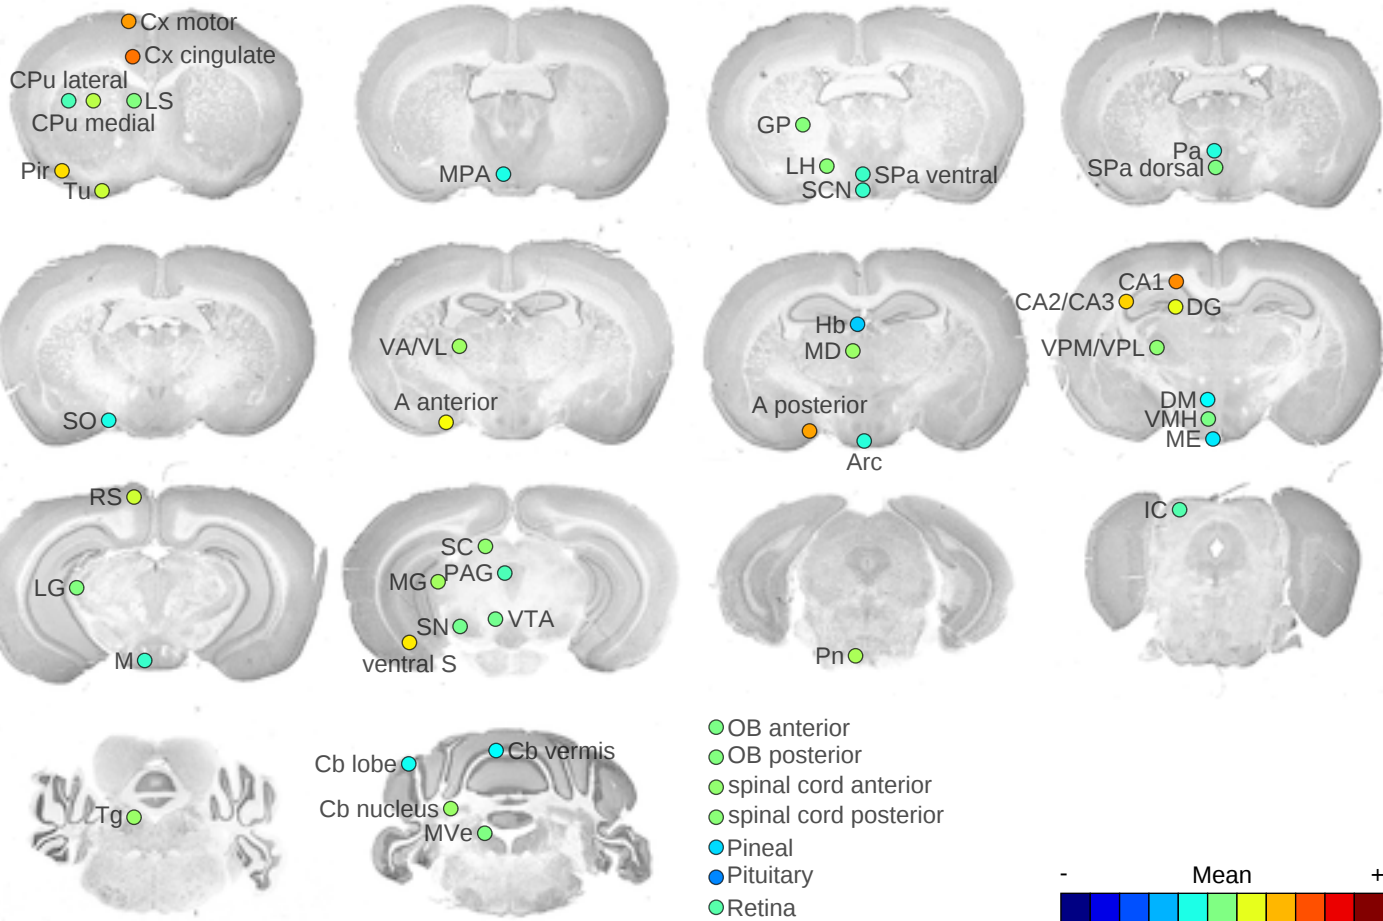 Cx motor
Cx cingulate
CPu lateral
LS
CPu medial
Pir
Tu
MPA
GP
LH
SPa ventral
SCN
Pa
SPa dorsal
SO
VA/VL
A anterior
Hb
MD
A posterior
Arc
CA1
CA2/CA3
DG
VPM/VPL
DM
VMH
ME
RS
LG
M
SC
MG
PAG
SN
VTA
ventral S
Pn
IC
Tg
Cb lobe
Cb vermis
Cb nucleus
MVe
OB anterior
OB posterior
spinal cord anterior
spinal cord posterior
Pineal
Pituitary
Retina
- Mean +